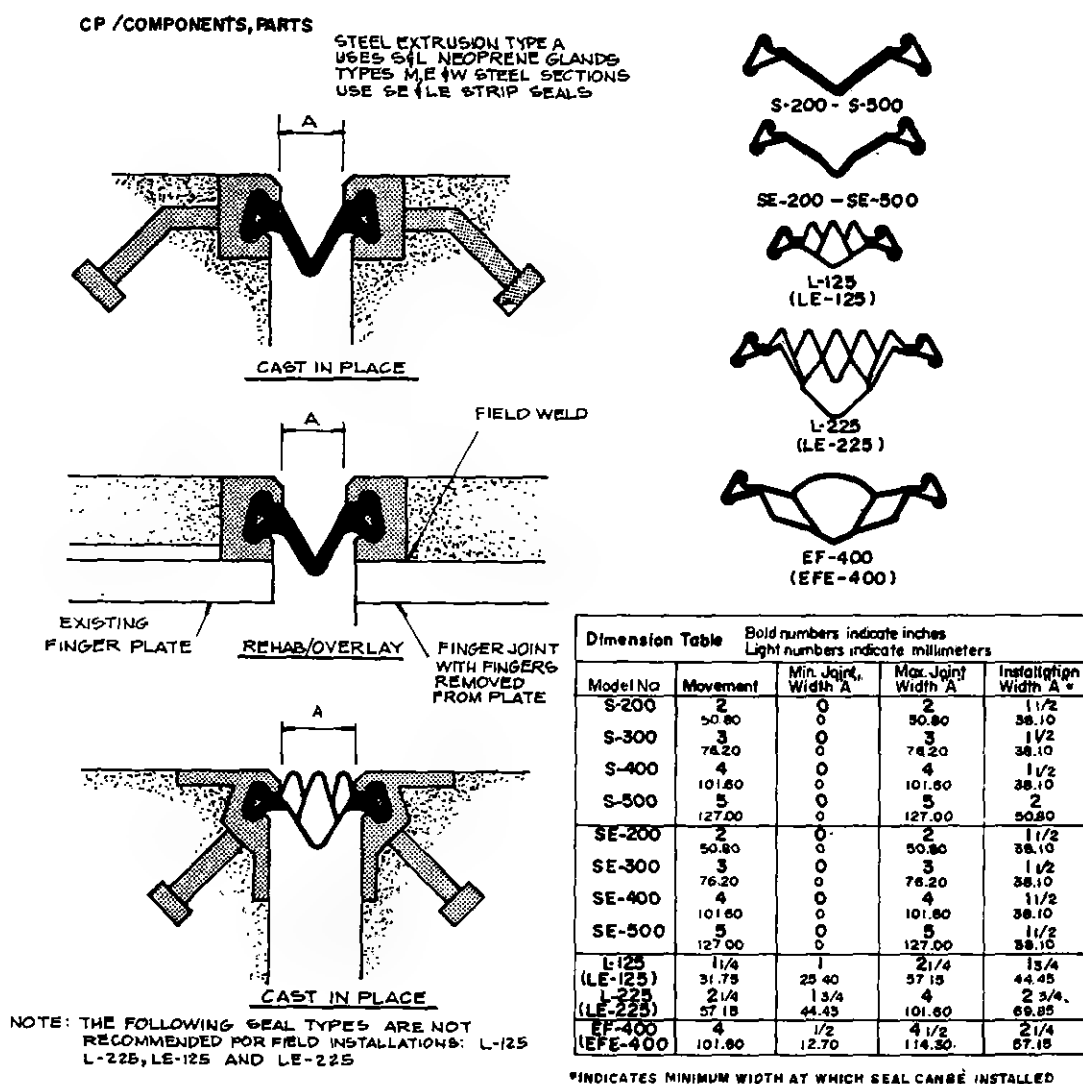 CP /COMPONENTS, PARTS
STEEL EXTRUSION TYPE A
USES S&L NEOPRENE GLANDS
TYPES M,E &W STEEL SECTIONS
USE SE & LE STRIP SEALS
A
CAST IN PLACE
A
FIELD WELD
EXISTING
FINGER PLATE
REHAB/OVERLAY
FINGER JOINT
WITH FINGERS
REMOVED
FROM PLATE
A
CAST IN PLACE
NOTE: THE FOLLOWING SEAL TYPES ARE NOT
RECOMMENDED FOR FIELD INSTALLATIONS: L-125
L-225, LE-125 AND LE-225
S-200 - S-500
SE-200 - SE-500
L-125
(LE-125)
L-225
(LE-225)
EF-400
(EFE-400)
Dimension Table Bold numbers indicate inches
Light numbers indicate millimeters
Model No Movement Min. Joint, Width A Max. Joint Width A Installation Width A *
S-200 2 0 2 1 1/2
50.80 0 50.80 38.10
S-300 3 0 3 1 1/2
76.20 0 76.20 38.10
S-400 4 0 4 1 1/2
101.60 0 101.60 38.10
S-500 5 0 5 2
127.00 0 127.00 50.80
SE-200 2 0 2 1 1/2
50.80 0 50.80 38.10
SE-300 3 0 3 1 1/2
76.20 0 76.20 38.10
SE-400 4 0 4 1 1/2
101.60 0 101.60 38.10
SE-500 5 0 5 1 1/2
127.00 0 127.00 38.10
L-125 1 1/4 1 2 1/4 1 3/4
(LE-125) 31.75 25.40 57.15 44.45
L-225 2 1/4 1 3/4 4 2 3/4
(LE-225) 57.15 44.45 101.60 69.85
EF-400 4 1/2 4 1/2 2 1/4
(EFE-400 101.60 12.70 114.30 57.15
*INDICATES MINIMUM WIDTH AT WHICH SEAL CAN BE INSTALLED